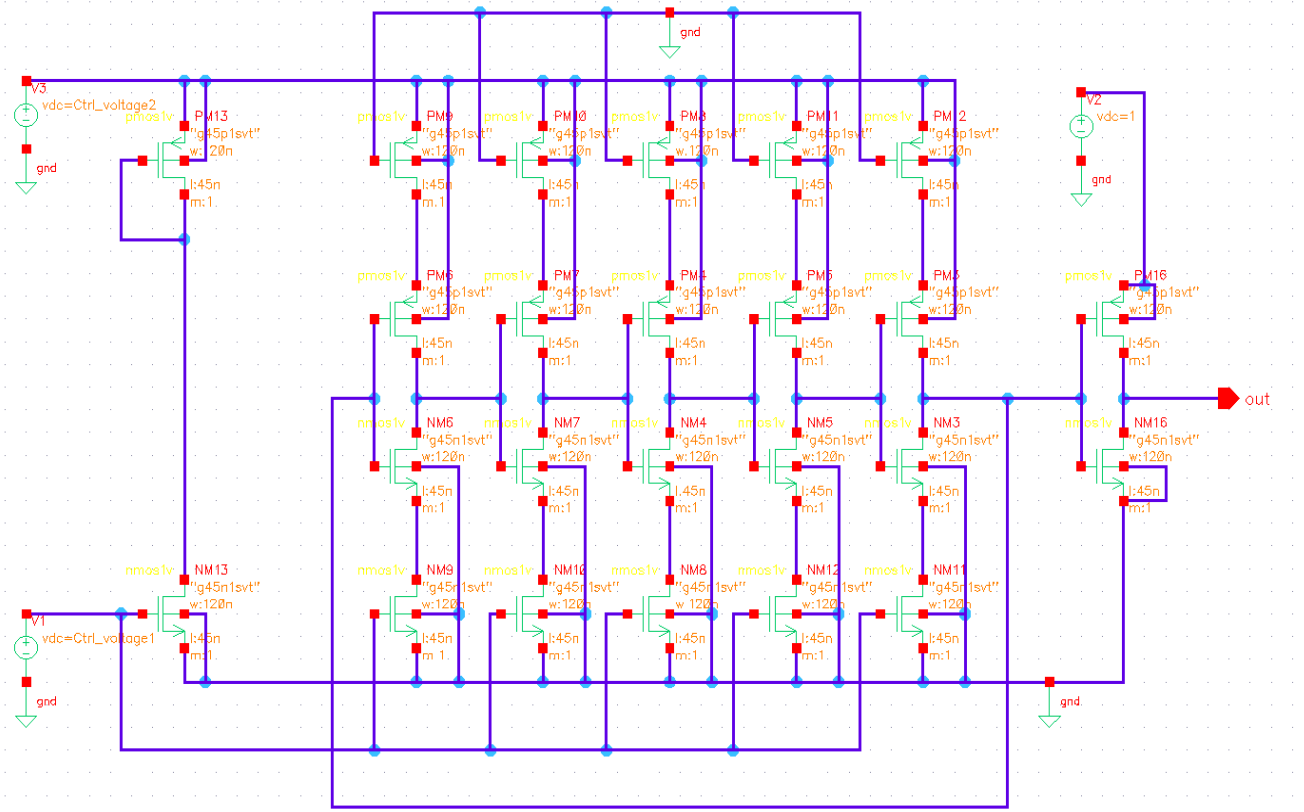 gnd
V3
vdc=Ctrl_voltage2
gnd
pmos1v
PM13
"g45p1svt"
w:120n
l:45n
m:1
pmos1v
PM9
"g45p1svt"
w:120n
l:45n
m:1
pmos1v
PM10
"g45p1svt"
w:120n
l:45n
m:1
pmos1v
PM8
"g45p1svt"
w:120n
l:45n
m:1
pmos1v
PM11
"g45p1svt"
w:120n
l:45n
m:1
pmos1v
PM12
"g45p1svt"
w:120n
l:45n
m:1
V2
vdc=1
gnd
pmos1v
PM6
"g45p1svt"
w:120n
l:45n
m:1
pmos1v
PM7
"g45p1svt"
w:120n
l:45n
m:1
pmos1v
PM4
"g45p1svt"
w:120n
l:45n
m:1
pmos1v
PM5
"g45p1svt"
w:120n
l:45n
m:1
pmos1v
PM3
"g45p1svt"
w:120n
l:45n
m:1
pmos1v
PM16
"g45p1svt"
w:120n
l:45n
m:1
out
nmos1v
NM6
"g45n1svt"
w:120n
l:45n
m:1
nmos1v
NM7
"g45n1svt"
w:120n
l:45n
m:1
nmos1v
NM4
"g45n1svt"
w:120n
l:45n
m:1
nmos1v
NM5
"g45n1svt"
w:120n
l:45n
m:1
nmos1v
NM3
"g45n1svt"
w:120n
l:45n
m:1
nmos1v
NM16
"g45n1svt"
w:120n
l:45n
m:1
V1
vdc=Ctrl_voltage1
gnd
nmos1v
NM13
"g45n1svt"
w:120n
l:45n
m:1
nmos1v
NM9
"g45n1svt"
w:120n
l:45n
m:1
nmos1v
NM10
"g45n1svt"
w:120n
l:45n
m:1
nmos1v
NM8
"g45n1svt"
w:120n
l:45n
m:1
nmos1v
NM12
"g45n1svt"
w:120n
l:45n
m:1
nmos1v
NM11
"g45n1svt"
w:120n
l:45n
m:1
gnd